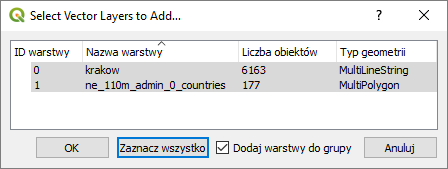 Select Vector Layers to Add...
ID warstwy Nazwa warstwy Liczba obiektów Typ geometrii
0 krakow 6163 MultiLineString
1 ne_110m_admin_0_countries 177 MultiPolygon
OK Zaznacz wszystko Dodaj warstwy do grupy Anuluj